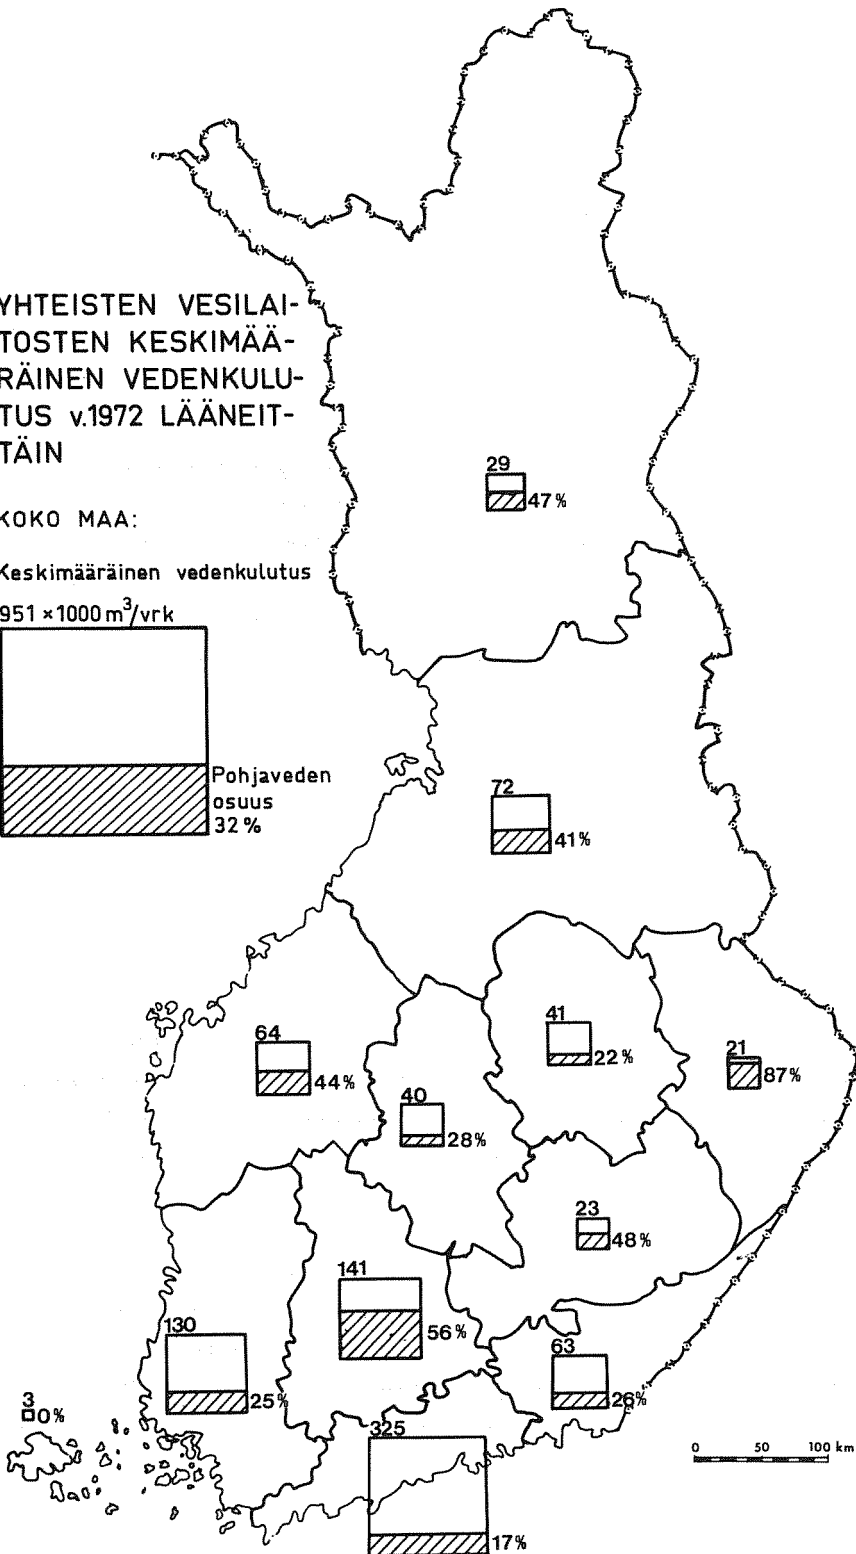 YHTEISTEN VESILAI-
TOSTEN KESKIMÄÄ-
RÄINEN VEDENKULU-
TUS v.1972 LÄÄNEIT-
TÄIN
KOKO MAA:
Keskimääräinen vedenkulutus
951 × 1000 m³/vrk
Pohjaveden
osuus
32%
29
47%
72
41%
64
44%
40
28%
41
22%
21
87%
23
48%
141
56%
130
25%
63
26%
3
0%
325
17%
0 50 100 km